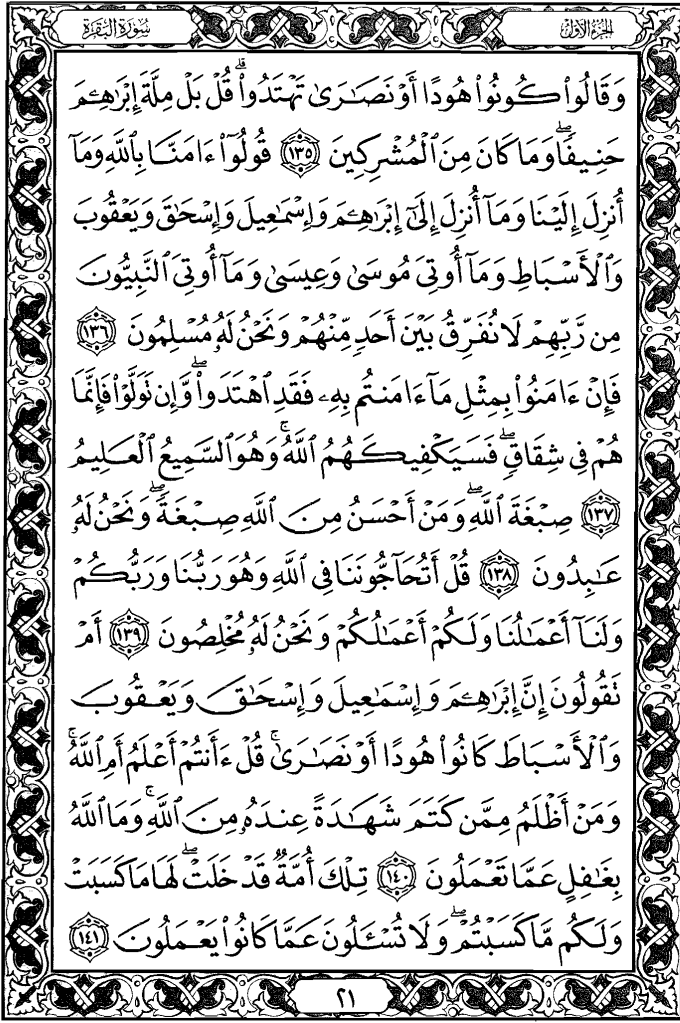 سُورَةُ البَقَرَةِ
الجُزْءُ الأَوَّلُ
وَقَالُوا۟ كُونُوا۟ هُودًا أَوْ نَصَـٰرَىٰ تَهْتَدُوا۟ۗ قُلْ بَلْ مِلَّةَ إِبْرَٰهِـۧمَ
حَنِيفًاۖ وَمَا كَانَ مِنَ ٱلْمُشْرِكِينَ ١٣٥ قُولُوٓا۟ ءَامَنَّا بِٱللَّهِ وَمَآ
أُنزِلَ إِلَيْنَا وَمَآ أُنزِلَ إِلَىٰٓ إِبْرَٰهِـۧمَ وَإِسْمَـٰعِيلَ وَإِسْحَـٰقَ وَيَعْقُوبَ
وَٱلْأَسْبَاطِ وَمَآ أُوتِىَ مُوسَىٰ وَعِيسَىٰ وَمَآ أُوتِىَ ٱلنَّبِيُّونَ
مِن رَّبِّهِمْ لَا نُفَرِّقُ بَيْنَ أَحَدٍ مِّنْهُمْ وَنَحْنُ لَهُۥ مُسْلِمُونَ ١٣٦
فَإِنْ ءَامَنُوا۟ بِمِثْلِ مَآ ءَامَنتُم بِهِۦ فَقَدِ ٱهْتَدَوا۟ۖ وَّإِن تَوَلَّوْا۟ فَإِنَّمَا
هُمْ فِى شِقَاقٍۖ فَسَيَكْفِيكَهُمُ ٱللَّهُۚ وَهُوَ ٱلسَّمِيعُ ٱلْعَلِيمُ
١٣٧ صِبْغَةَ ٱللَّهِۖ وَمَنْ أَحْسَنُ مِنَ ٱللَّهِ صِبْغَةًۖ وَنَحْنُ لَهُۥ
عَـٰبِدُونَ ١٣٨ قُلْ أَتُحَآجُّونَنَا فِى ٱللَّهِ وَهُوَ رَبُّنَا وَرَبُّكُمْ
وَلَنَآ أَعْمَـٰلُنَا وَلَكُمْ أَعْمَـٰلُكُمْ وَنَحْنُ لَهُۥ مُخْلِصُونَ ١٣٩ أَمْ
تَقُولُونَ إِنَّ إِبْرَٰهِـۧمَ وَإِسْمَـٰعِيلَ وَإِسْحَـٰقَ وَيَعْقُوبَ
وَٱلْأَسْبَاطَ كَانُوا۟ هُودًا أَوْ نَصَـٰرَىٰۗ قُلْ ءَأَنتُمْ أَعْلَمُ أَمِ ٱللَّهُۗ
وَمَنْ أَظْلَمُ مِمَّن كَتَمَ شَهَـٰدَةً عِندَهُۥ مِنَ ٱللَّهِۗ وَمَا ٱللَّهُ
بِغَـٰفِلٍ عَمَّا تَعْمَلُونَ ١٤٠ تِلْكَ أُمَّةٌ قَدْ خَلَتْۖ لَهَا مَا كَسَبَتْ
وَلَكُم مَّا كَسَبْتُمْۖ وَلَا تُسْـَٔلُونَ عَمَّا كَانُوا۟ يَعْمَلُونَ ١٤١
٢١